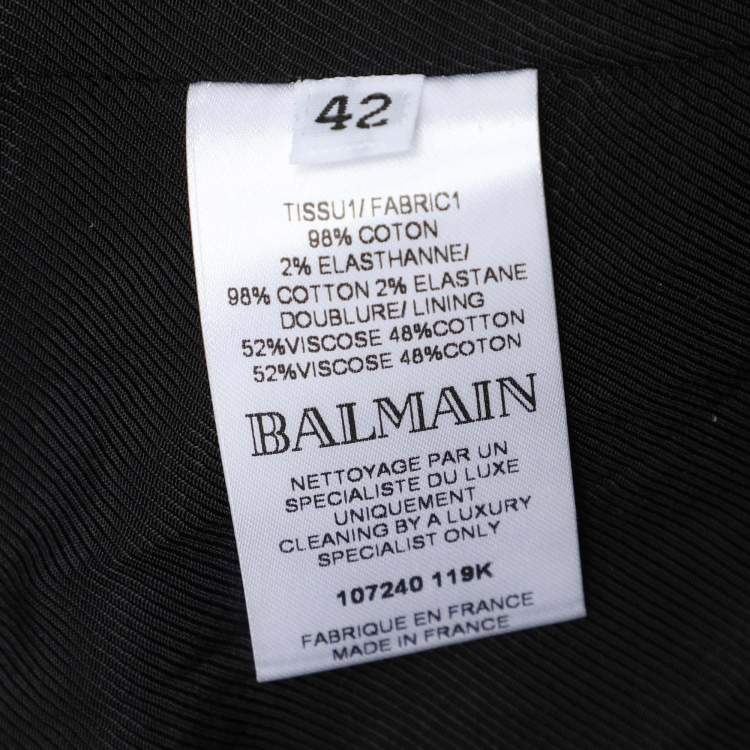 42
TISSU1/ FABRIC1
98% COTON
2% ELASTHANNE/
98% COTTON 2% ELASTANE
DOUBLURE/ LINING
52%VISCOSE 48%COTTON
52%VISCOSE 48%COTON
BALMAIN
NETTOYAGE PAR UN
SPECIALISTE DU LUXE
UNIQUEMENT
CLEANING BY A LUXURY
SPECIALIST ONLY
107240 119K
FABRIQUE EN FRANCE
MADE IN FRANCE